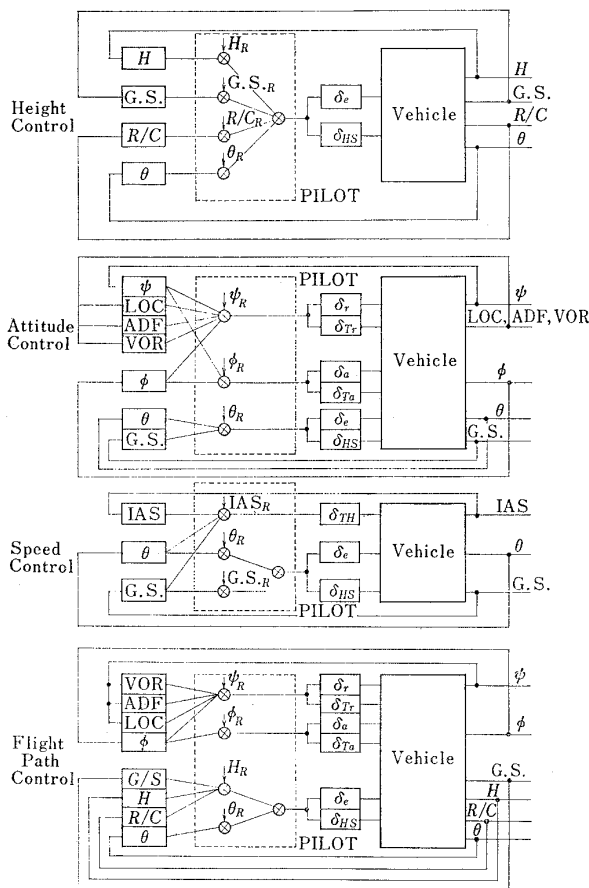 H
H_R
G.S.
G.S._R
R/C
R/C_R
θ
θ_R
Height
Control
PILOT
δ_e
δ_HS
Vehicle
H
G.S.
R/C
θ
Attitude
Control
ψ
LOC
ADF
VOR
φ
θ
G.S.
PILOT
ψ_R
φ_R
θ_R
δ_r
δ_Tr
δ_a
δ_Ta
δ_e
δ_HS
Vehicle
ψ
LOC, ADF, VOR
φ
θ
G.S.
Speed
Control
IAS
θ
G.S.
IAS_R
θ_R
G.S._R
PILOT
δ_TH
δ_e
δ_HS
Vehicle
IAS
θ
G.S.
Flight
Path
Control
VOR
ADF
LOC
φ
G/S
H
R/C
θ
ψ_R
φ_R
H_R
θ_R
PILOT
δ_r
δ_Tr
δ_a
δ_Ta
δ_e
δ_HS
Vehicle
ψ
φ
G.S.
H
R/C
θ